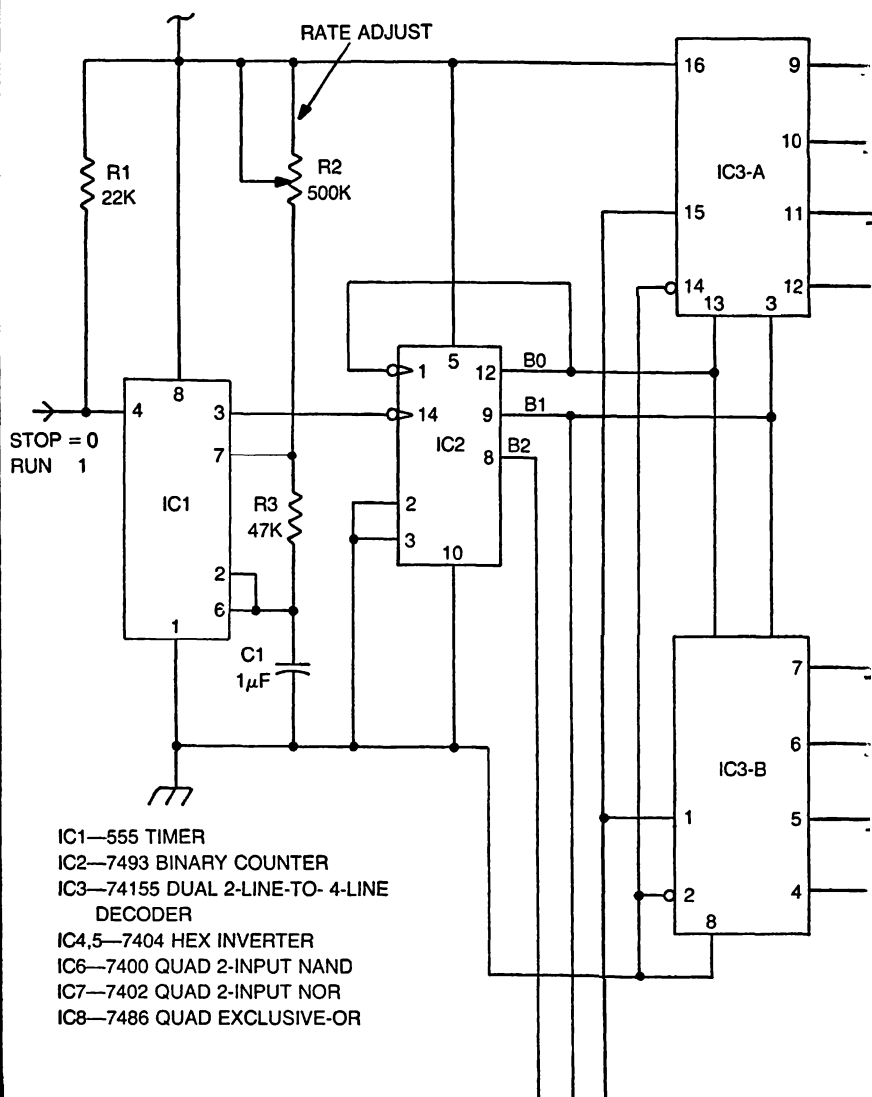 RATE ADJUST
R1
22K
R2
500K
16
9
10
IC3-A
15
11
14
12
13
3
5
1
12
B0
14
9
B1
IC2
8
B2
2
3
10
8
4
3
7
IC1
2
6
1
STOP = 0
RUN 1
R3
47K
C1
1µF
7
6
IC3-B
1
5
2
4
8
IC1—555 TIMER
IC2—7493 BINARY COUNTER
IC3—74155 DUAL 2-LINE-TO- 4-LINE
DECODER
IC4,5—7404 HEX INVERTER
IC6—7400 QUAD 2-INPUT NAND
IC7—7402 QUAD 2-INPUT NOR
IC8—7486 QUAD EXCLUSIVE-OR